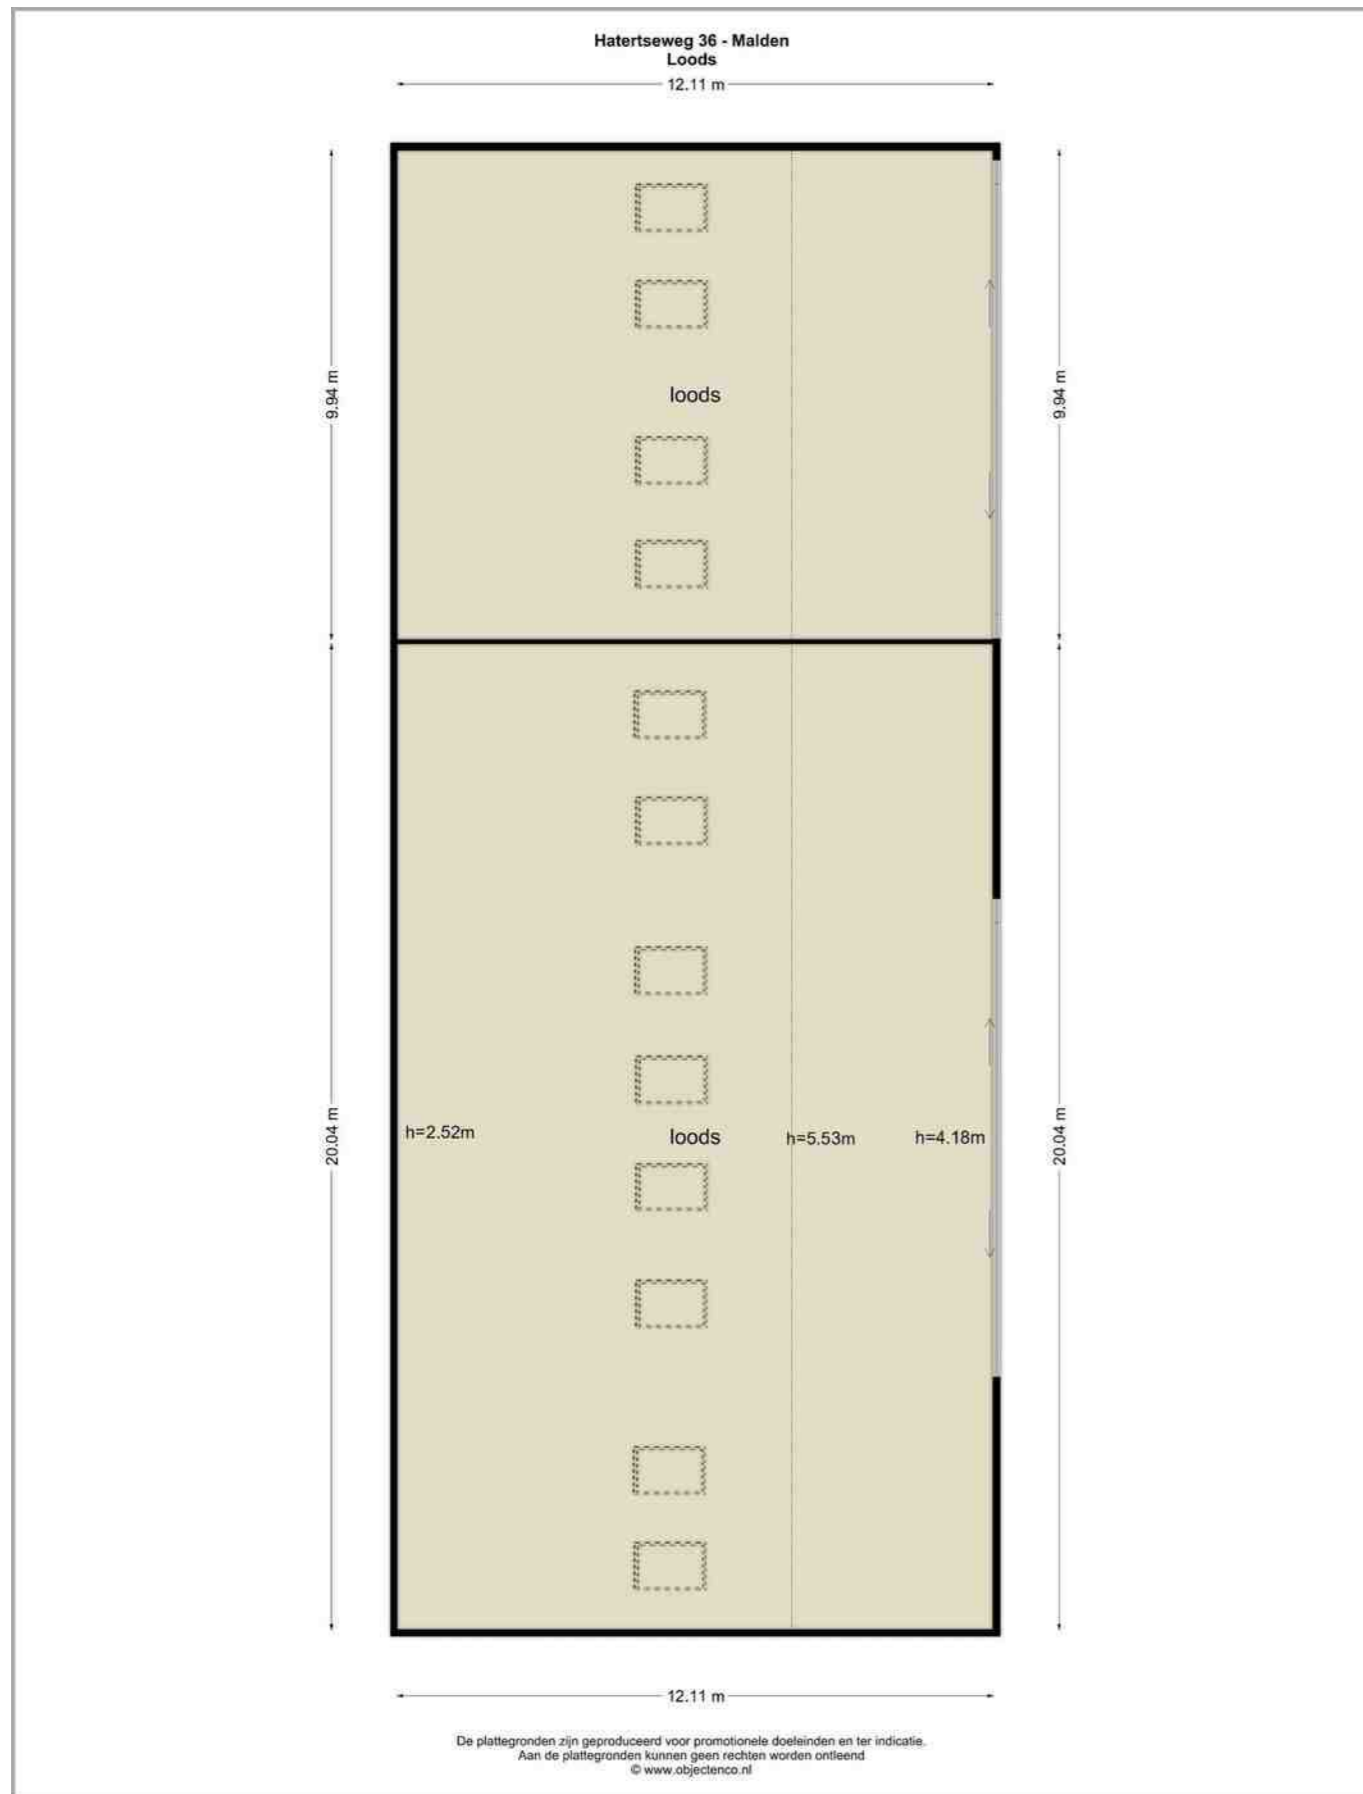 Hatertseweg 36 - Malden
Loods
12.11 m
9.94 m
9.94 m
loods
20.04 m
20.04 m
h=2.52m
loods
h=5.53m
h=4.18m
12.11 m
De plattegronden zijn geproduceerd voor promotionele doeleinden en ter indicatie.
Aan de plattegronden kunnen geen rechten worden ontleend
© www.objectenco.nl